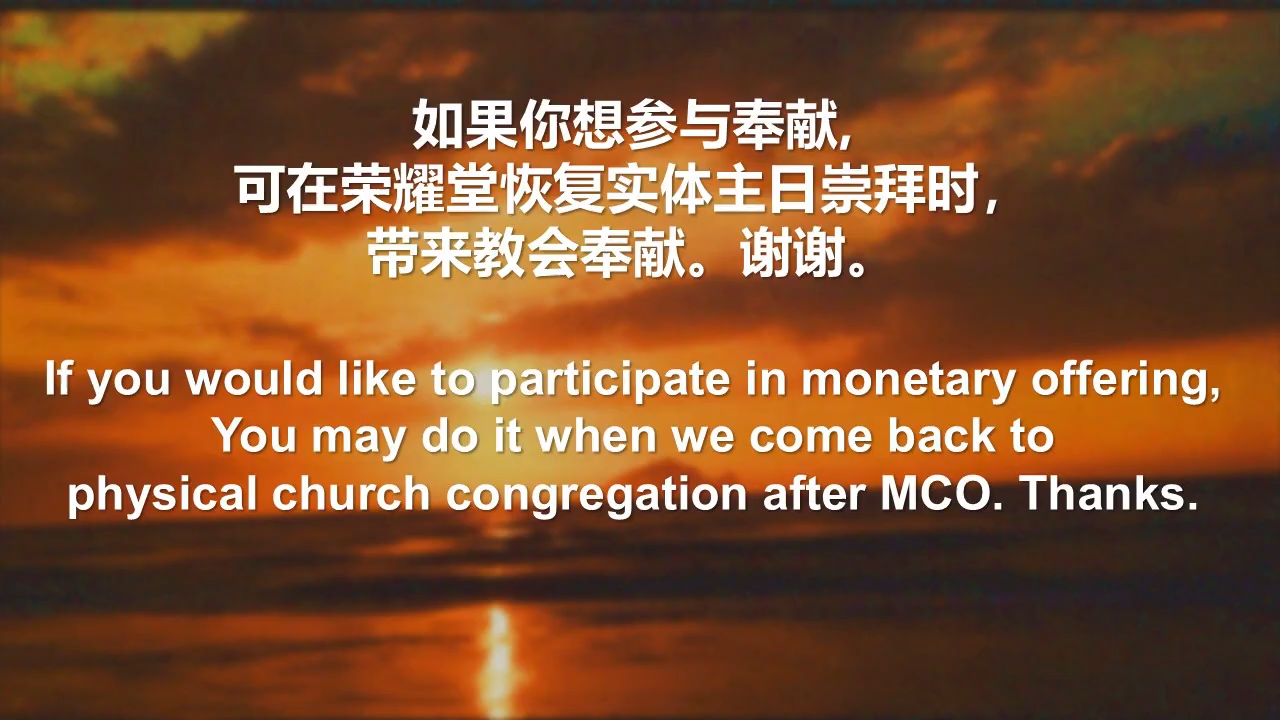 如果你想参与奉献,
可在荣耀堂恢复实体主日崇拜时，
带来教会奉献。谢谢。
If you would like to participate in monetary offering,
You may do it when we come back to
physical church congregation after MCO. Thanks.